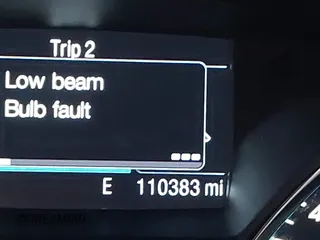 Trip 2
Low beam
Bulb fault
E 110383 mi